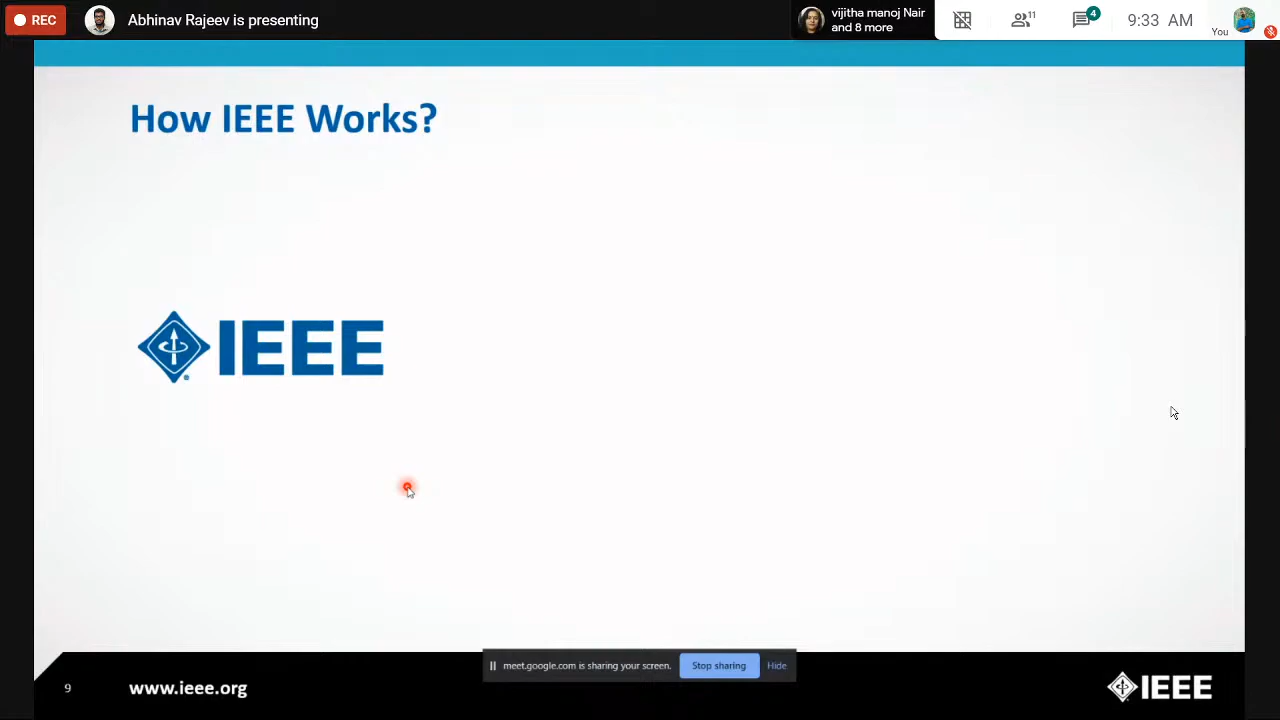 REC
Abhinav Rajeev is presenting
vijitha manoj Nair
and 8 more
11
4
9:33 AM
You
How IEEE Works?
IEEE
meet.google.com is sharing your screen.
Stop sharing
Hide
9
www.ieee.org
IEEE